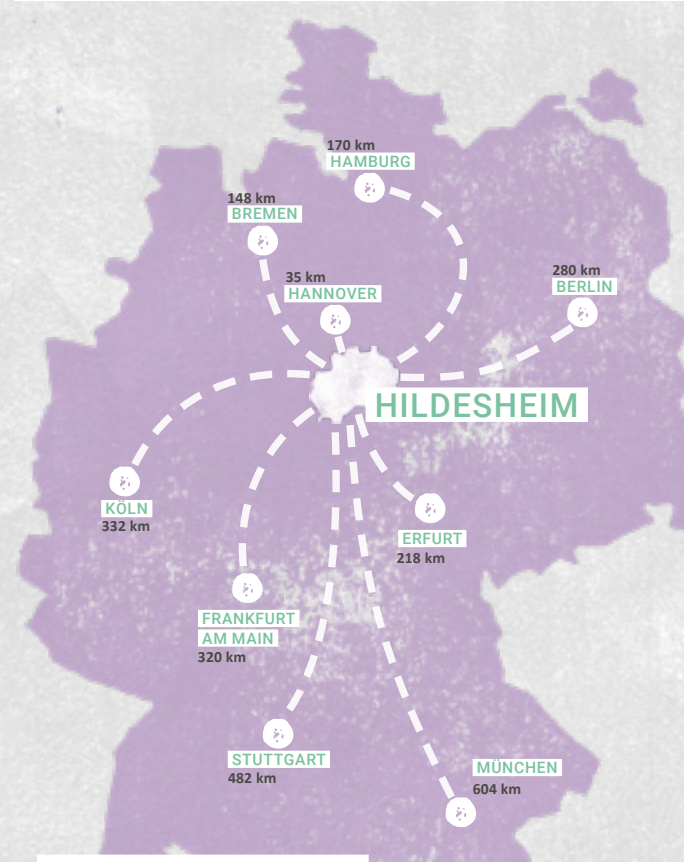 170 km
HAMBURG
148 km
BREMEN
35 km
HANNOVER
280 km
BERLIN
HILDESHEIM
KÖLN
332 km
ERFURT
218 km
FRANKFURT
AM MAIN
320 km
STUTTGART
482 km
MÜNCHEN
604 km